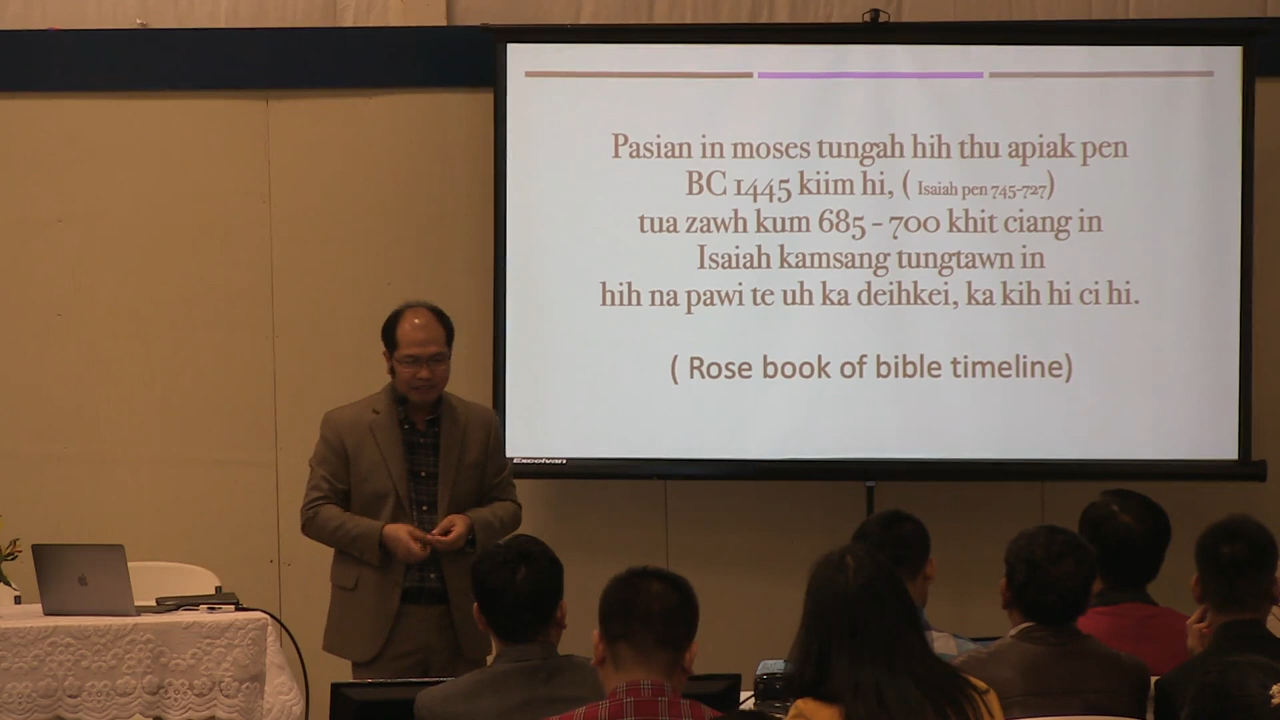 Pasian in moses tungah hih thu apiak pen
BC 1445 kiim hi, ( Isaiah pen 745-727)
tua zawh kum 685 - 700 khit ciang in
Isaiah kamsang tungtawn in
hih na pawi te uh ka deihkei, ka kih hi ci hi.
( Rose book of bible timeline)
Excelvan